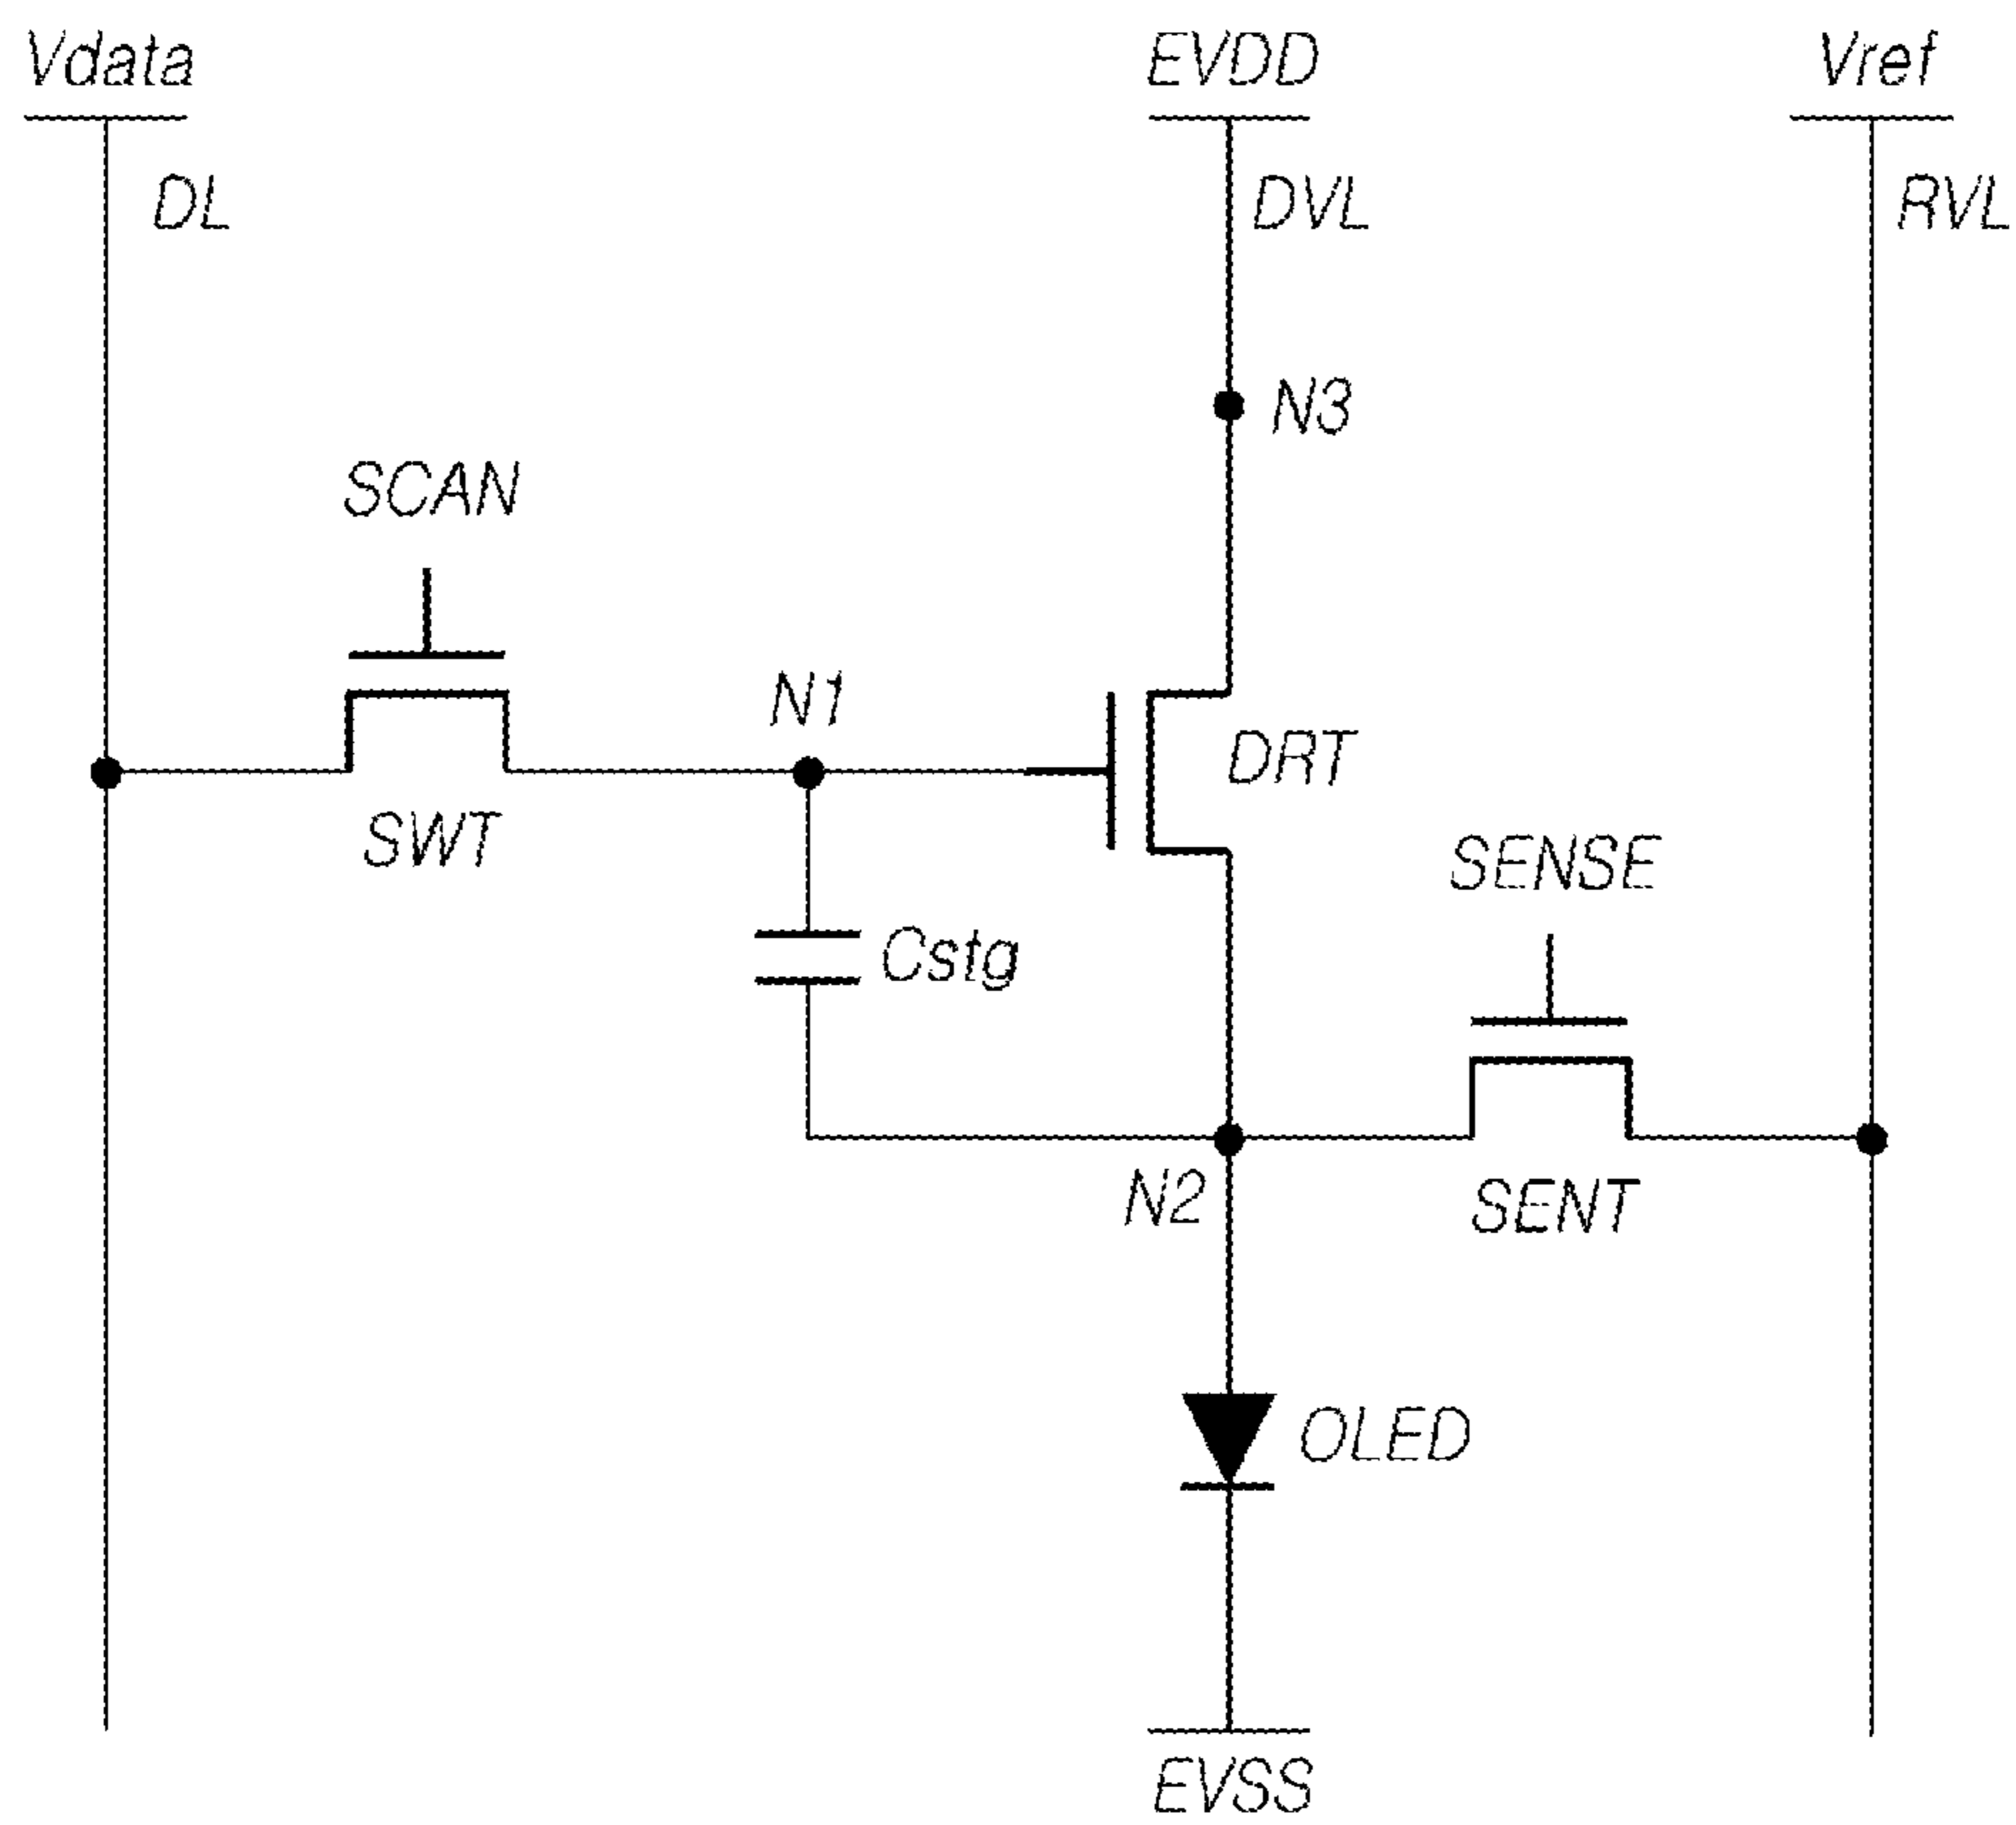 Vdata
EVDD
Vref
DL
DVL
RVL
N3
SCAN
N1
DRT
SWT
SENSE
Cstg
N2
SENT
OLED
EVSS